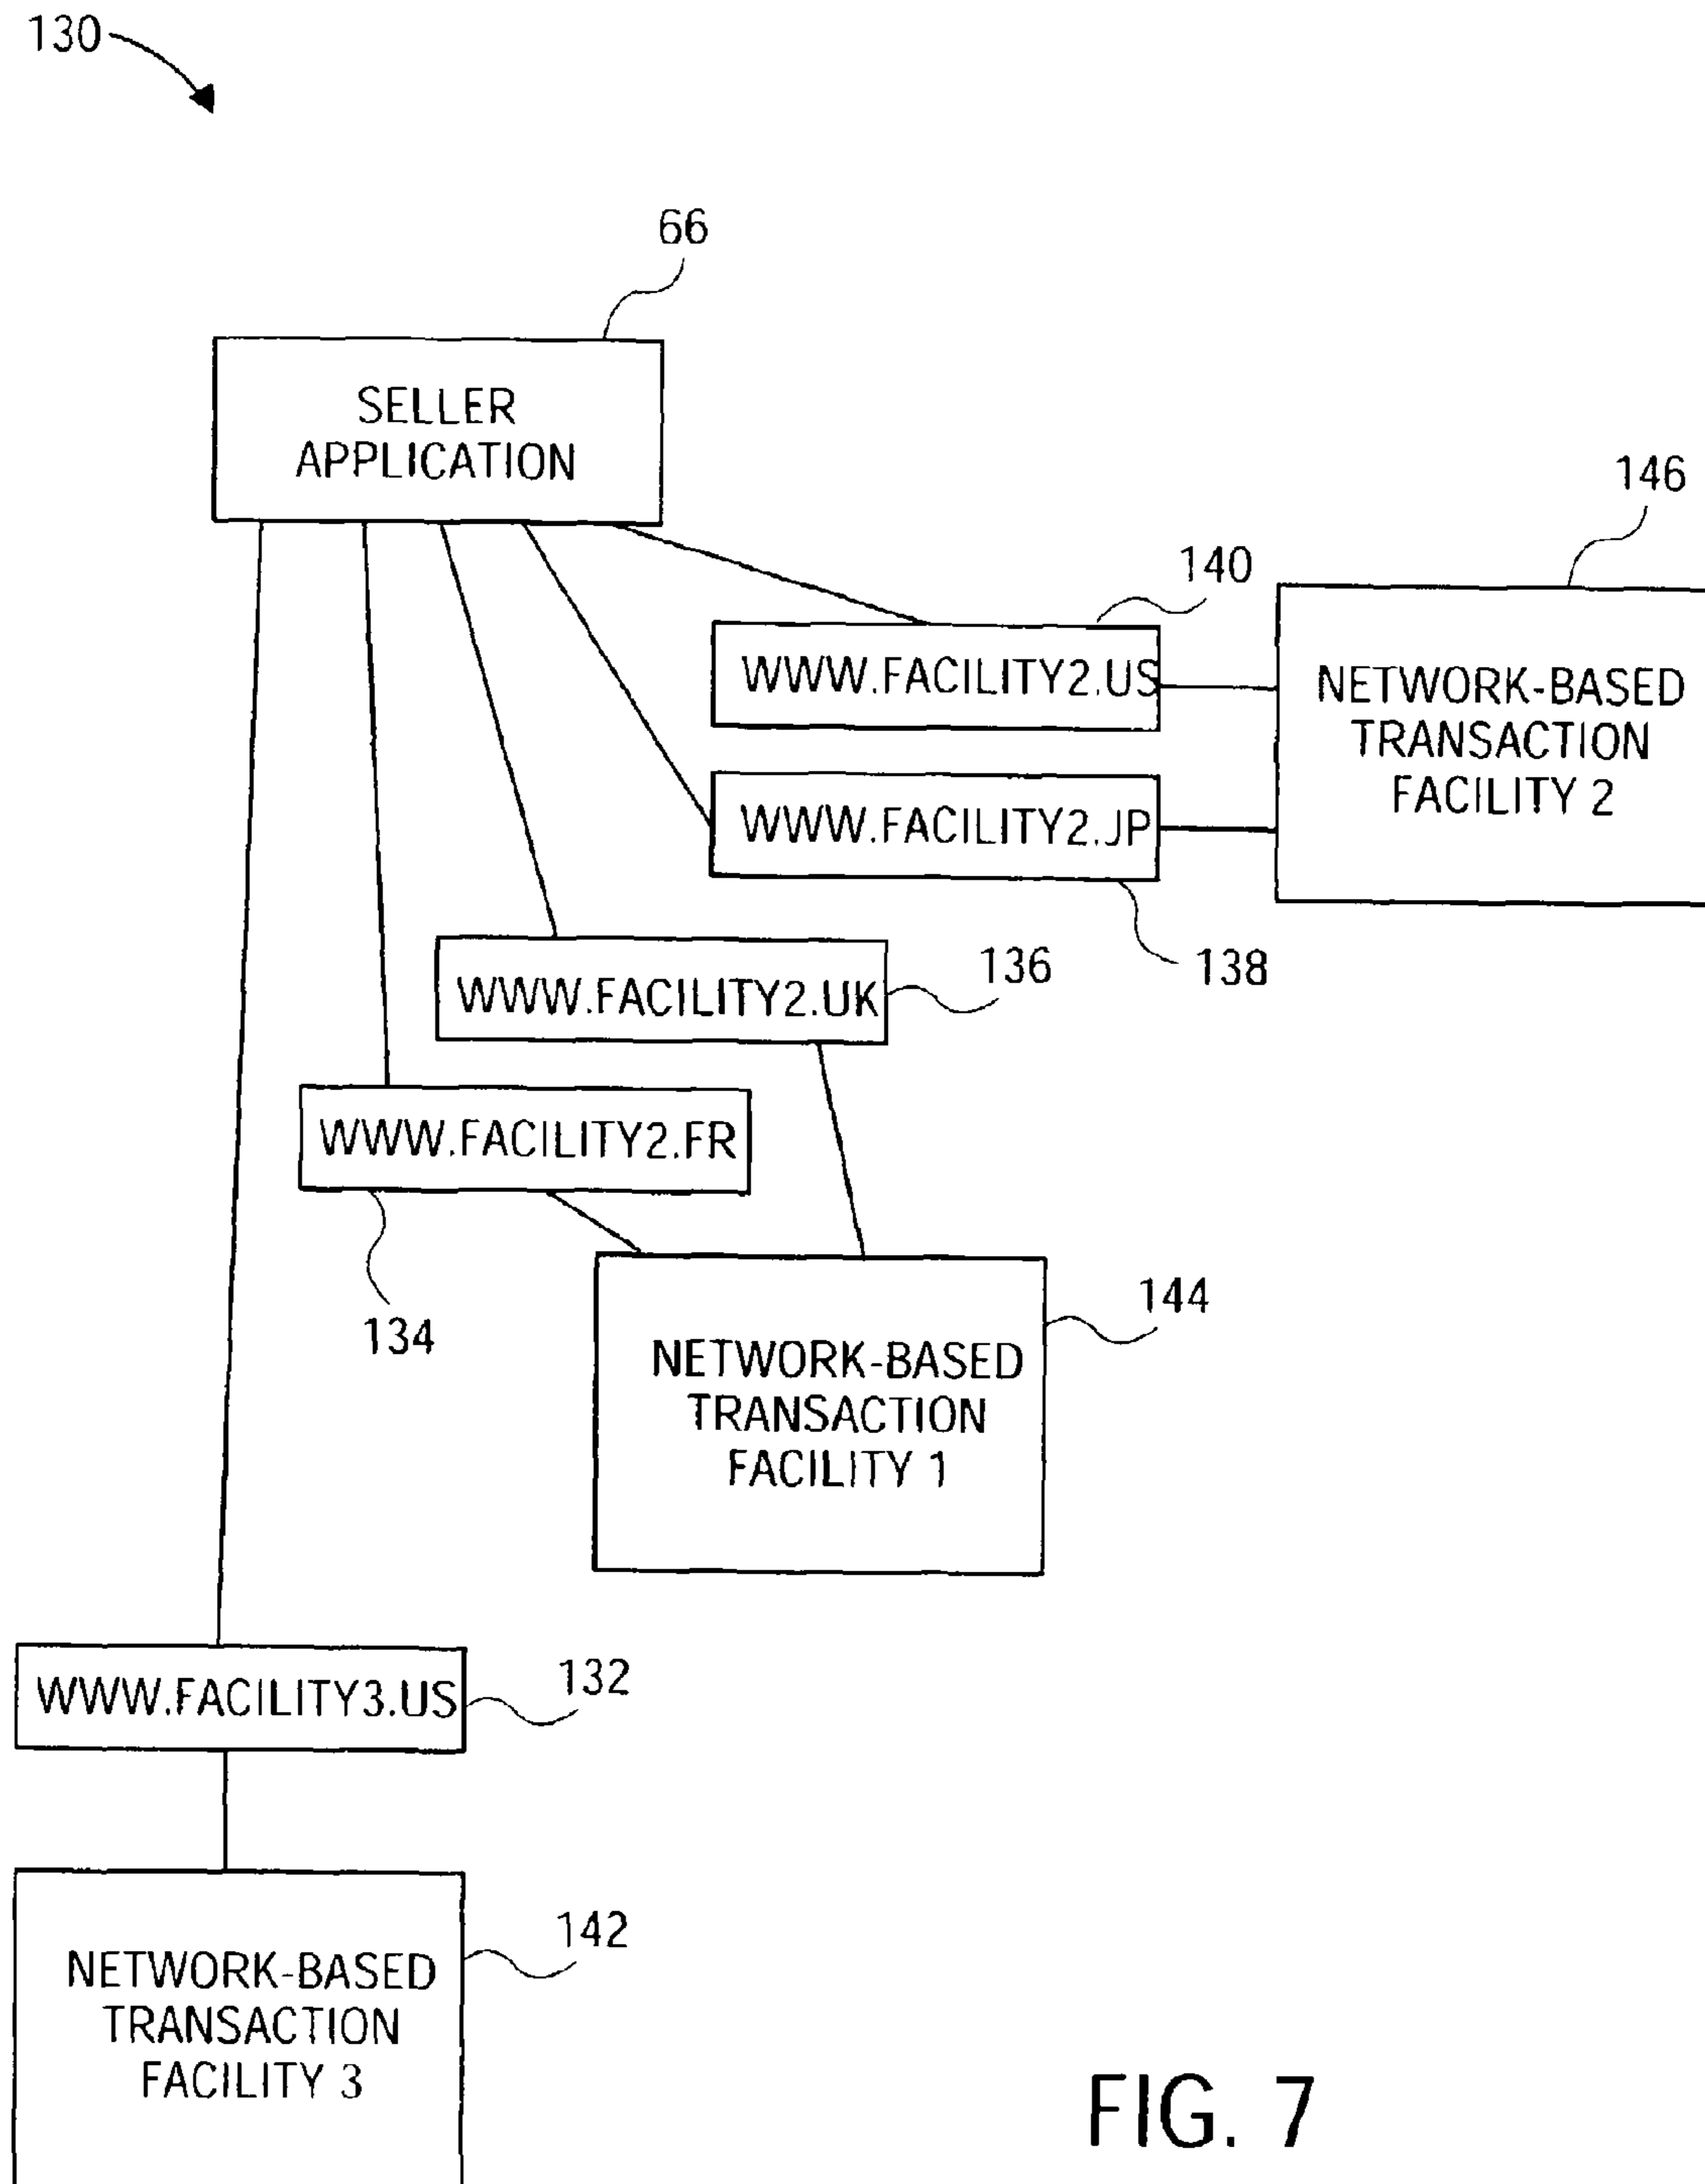 130
66
SELLER
APPLICATION
146
140
WWW.FACILITY2.US
NETWORK-BASED
TRANSACTION
FACILITY 2
WWW.FACILITY2.JP
138
WWW.FACILITY2.UK
136
WWW.FACILITY2.FR
134
144
NETWORK-BASED
TRANSACTION
FACILITY 1
WWW.FACILITY3.US
132
142
NETWORK-BASED
TRANSACTION
FACILITY 3
FIG. 7